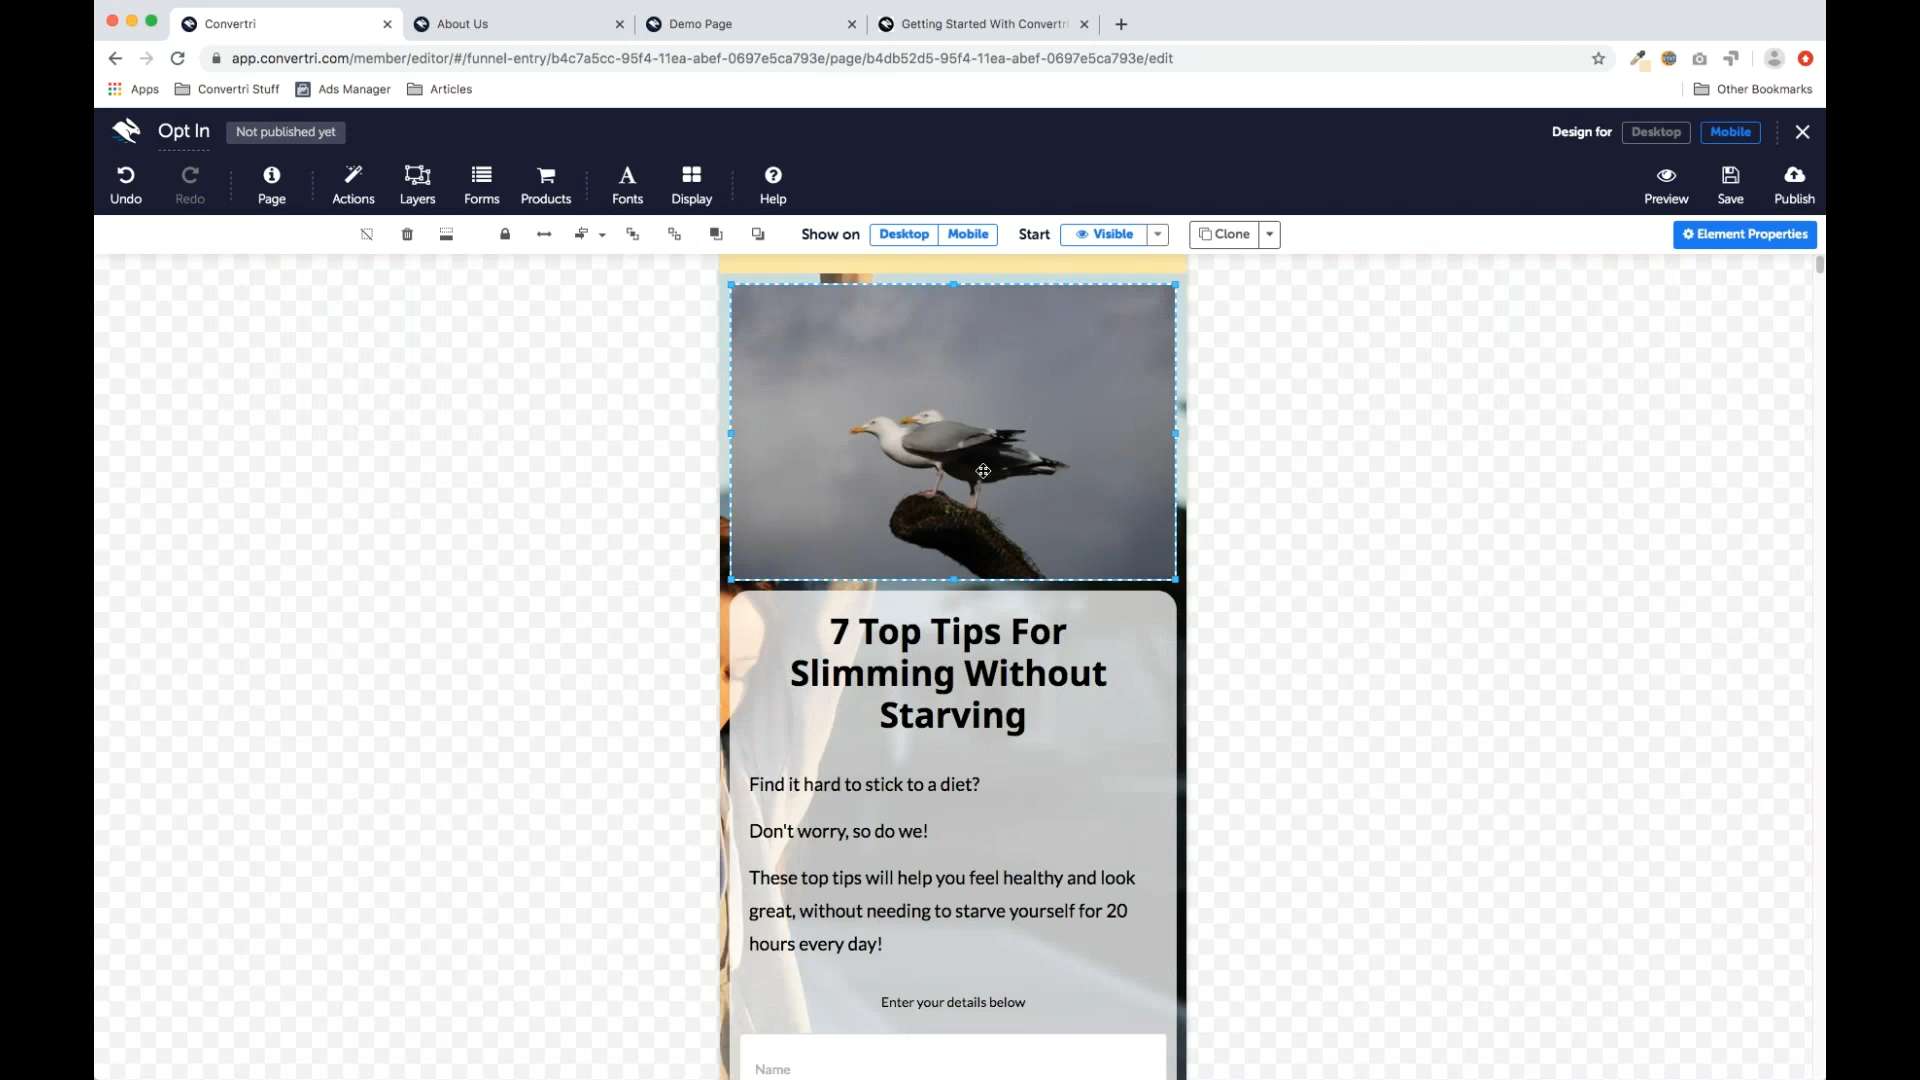 Convertri
About Us
Demo Page
Getting Started With Convertri
app.convertri.com/member/editor/#/funnel-entry/b4c7a5cc-95f4-11ea-abef-0697e5ca793e/page/b4db52d5-95f4-11ea-abef-0697e5ca793e/edit
Apps
Convertri Stuff
Ads Manager
Articles
Other Bookmarks
Opt In
Not published yet
Design for
Desktop
Mobile
Undo
Redo
Page
Actions
Layers
Forms
Products
Fonts
Display
Help
Preview
Save
Publish
Show on
Desktop
Mobile
Start
Visible
Clone
Element Properties
7 Top Tips For
Slimming Without
Starving
Find it hard to stick to a diet?
Don't worry, so do we!
These top tips will help you feel healthy and look
great, without needing to starve yourself for 20
hours every day!
Enter your details below
Name